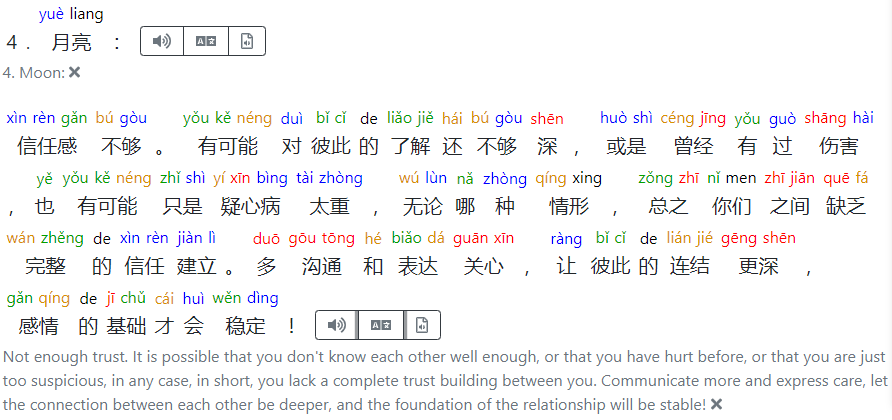 yuè liang
4 . 月亮 ：
4. Moon: ✖
xìn rèn gǎn bú gòu yǒu kě néng duì bǐ cǐ de liǎo jiě hái bú gòu shēn huò shì céng jīng yǒu guò shāng hài
信任感 不够 。 有可能 对 彼此 的 了解 还 不够 深 ， 或是 曾经 有 过 伤害
yě yǒu kě néng zhǐ shì yí xīn bìng tài zhòng wú lùn nǎ zhòng qíng xing zǒng zhī nǐ men zhī jiān quē fá
， 也 有可能 只是 疑心病 太重 ， 无论 哪 种 情形 ， 总之 你们 之间 缺乏
wán zhěng de xìn rèn jiàn lì duō gōu tōng hé biǎo dá guān xīn ràng bǐ cǐ de lián jié gēng shēn
完整 的 信任 建立 。 多 沟通 和 表达 关心 ， 让 彼此 的 连结 更深 ，
gǎn qíng de jī chǔ cái huì wěn dìng
感情 的 基础 才 会 稳定 ！
Not enough trust. It is possible that you don't know each other well enough, or that you have hurt before, or that you are just
too suspicious, in any case, in short, you lack a complete trust building between you. Communicate more and express care, let
the connection between each other be deeper, and the foundation of the relationship will be stable! ✖